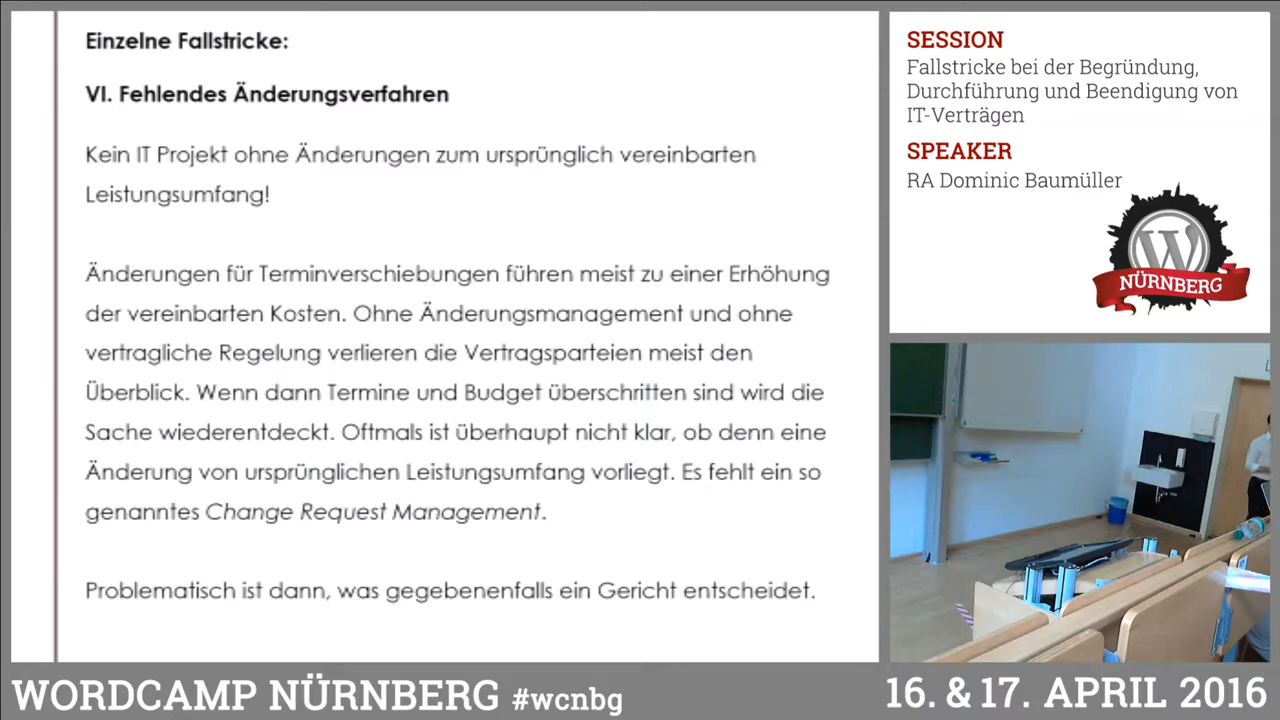 Einzelne Fallstricke:
VI. Fehlendes Änderungsverfahren
Kein IT Projekt ohne Änderungen zum ursprünglich vereinbarten
Leistungsumfang!
Änderungen für Terminverschiebungen führen meist zu einer Erhöhung
der vereinbarten Kosten. Ohne Änderungsmanagement und ohne
vertragliche Regelung verlieren die Vertragsparteien meist den
Überblick. Wenn dann Termine und Budget überschritten sind wird die
Sache wiederentdeckt. Oftmals ist überhaupt nicht klar, ob denn eine
Änderung von ursprünglichen Leistungsumfang vorliegt. Es fehlt ein so
genanntes Change Request Management.
Problematisch ist dann, was gegebenenfalls ein Gericht entscheidet.
SESSION
Fallstricke bei der Begründung,
Durchführung und Beendigung von
IT-Verträgen
SPEAKER
RA Dominic Baumüller
W
NÜRNBERG
WORDCAMP NÜRNBERG #wcnbg
16. & 17. APRIL 2016